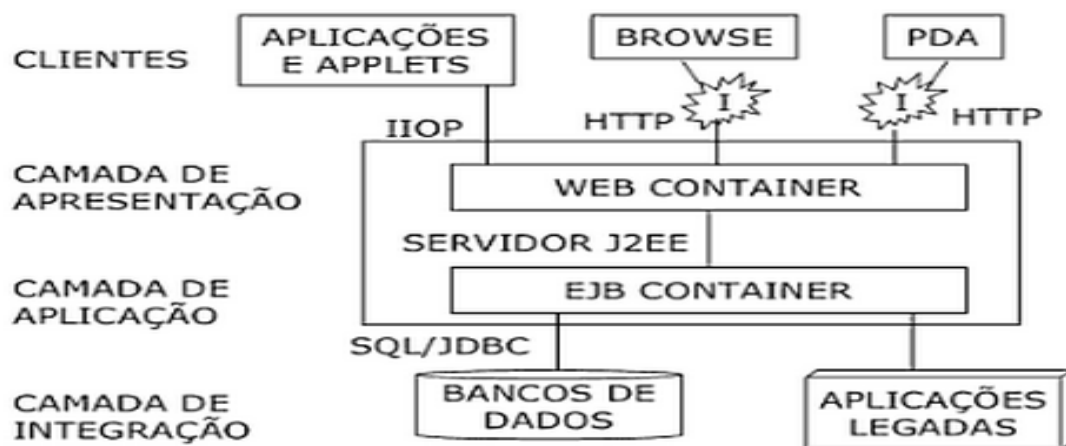 CLIENTES
APLICAÇÕES
E APPLETS
BROWSE
PDA
I
I
IIOP
HTTP
HTTP
CAMADA DE
APRESENTAÇÃO
WEB CONTAINER
SERVIDOR J2EE
CAMADA DE
APLICAÇÃO
EJB CONTAINER
SQL/JDBC
CAMADA DE
INTEGRAÇÃO
BANCOS DE
DADOS
APLICAÇÕES
LEGADAS